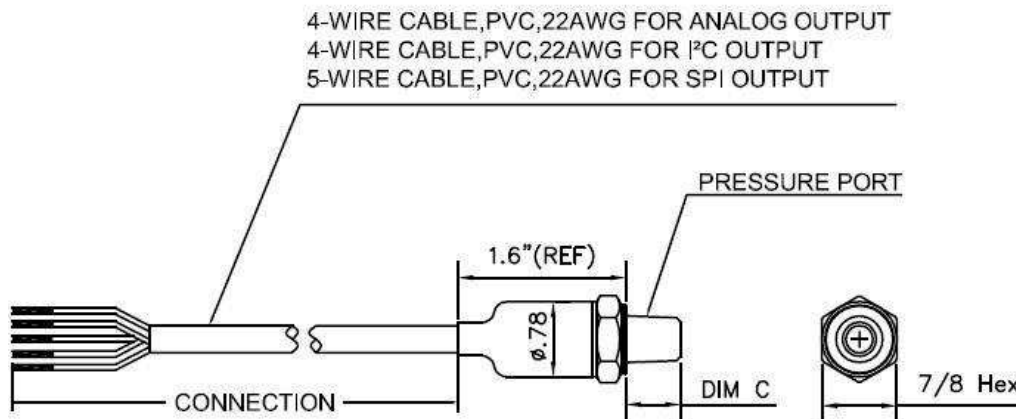 4-WIRE CABLE,PVC,22AWG FOR ANALOG OUTPUT
4-WIRE CABLE,PVC,22AWG FOR I²C OUTPUT
5-WIRE CABLE,PVC,22AWG FOR SPI OUTPUT
PRESSURE PORT
1.6"(REF)
ø.78
DIM C
7/8 Hex
CONNECTION